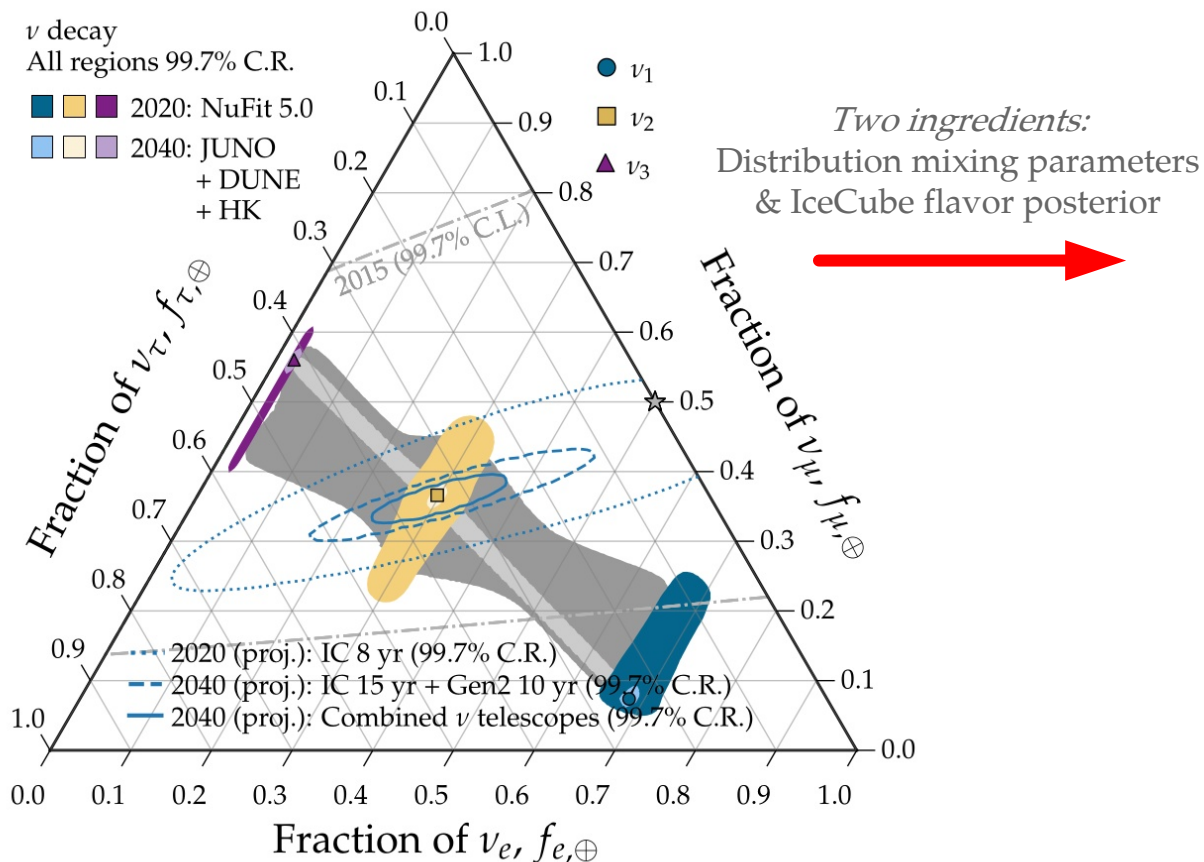 ν decay
All regions 99.7% C.R.
2020: NuFit 5.0
2040: JUNO
+ DUNE
+ HK
ν₁
ν₂
ν₃
Two ingredients:
Distribution mixing parameters
& IceCube flavor posterior
2015 (99.7% C.L.)
Fraction of ν_τ, f_τ,⊕
0.0
0.1
0.2
0.3
0.4
0.5
0.6
0.7
0.8
0.9
1.0
Fraction of ν_μ, f_μ,⊕
1.0
0.9
0.8
0.7
0.6
0.5
0.4
0.3
0.2
0.1
0.0
2020 (proj.): IC 8 yr (99.7% C.R.)
2040 (proj.): IC 15 yr + Gen2 10 yr (99.7% C.R.)
2040 (proj.): Combined ν telescopes (99.7% C.R.)
0.0 0.1 0.2 0.3 0.4 0.5 0.6 0.7 0.8 0.9 1.0
Fraction of ν_e, f_e,⊕